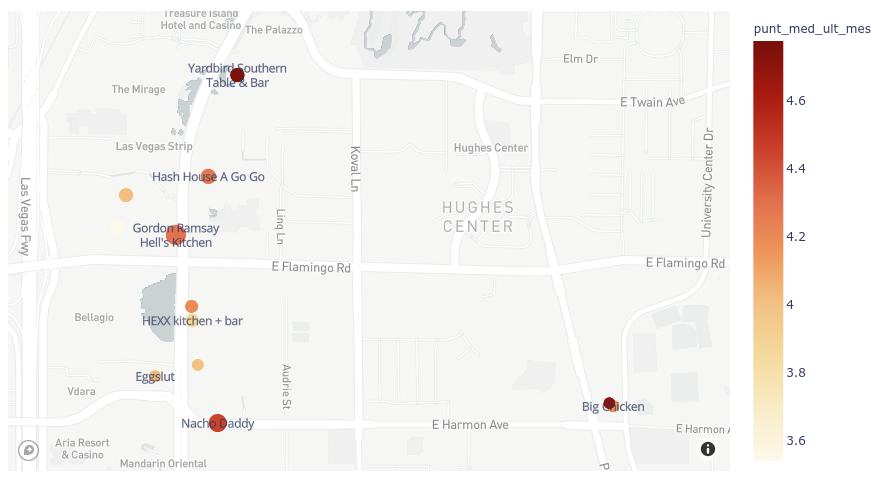 Treasure Island
Hotel and Casino
The Palazzo
punt_med_ult_mes
Elm Dr
Yardbird Southern
Table & Bar
The Mirage
E Twain Ave
4.6
Las Vegas Strip
Hughes Center
University Center Dr
Koval Ln
4.4
Hash House A Go Go
Las Vegas Fwy
HUGHES
CENTER
Linq Ln
Gordon Ramsay
Hell's Kitchen
4.2
E Flamingo Rd
E Flamingo Rd
4
Bellagio
HEXX kitchen + bar
3.8
Eggslut
Audrie St
Vdara
Big Chicken
Nacho Daddy
E Harmon Ave
E Harmon A
3.6
Aria Resort
& Casino
Mandarin Oriental
P